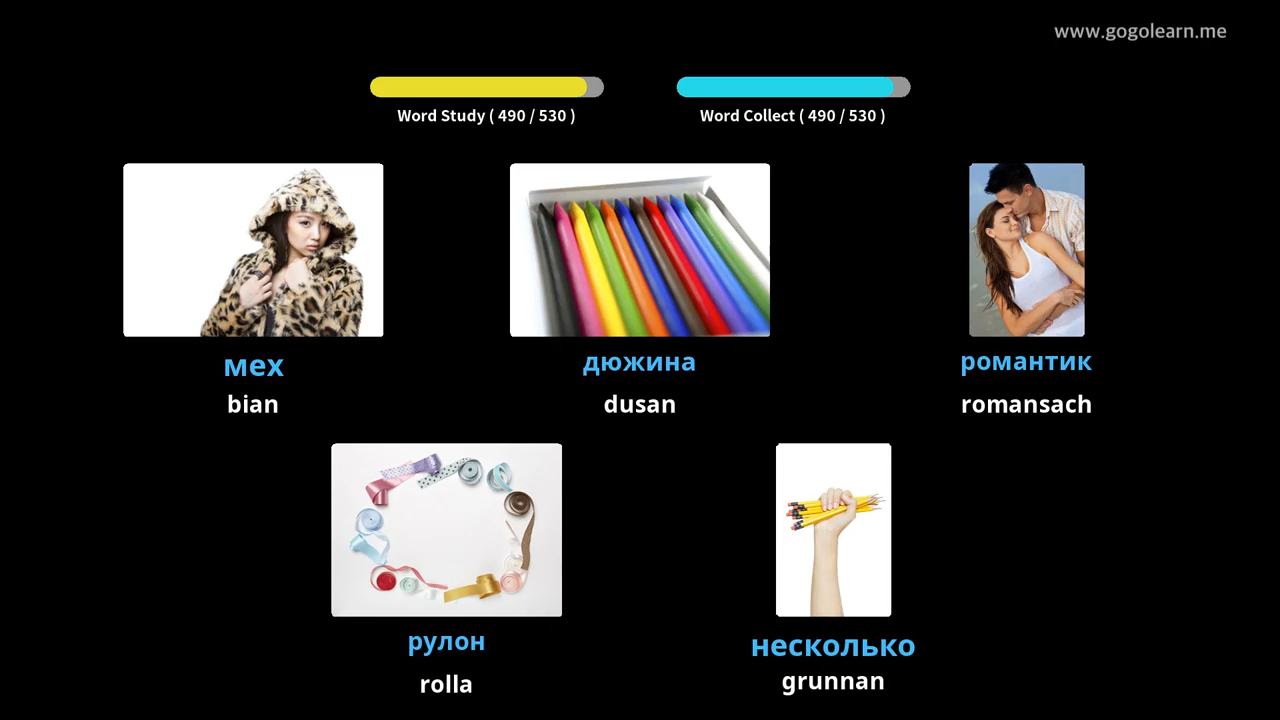 www.gogolearn.me
Word Study ( 490 / 530 )
Word Collect ( 490 / 530 )
мех
bian
дюжина
dusan
романтик
romansach
рулон
rolla
несколько
grunnan